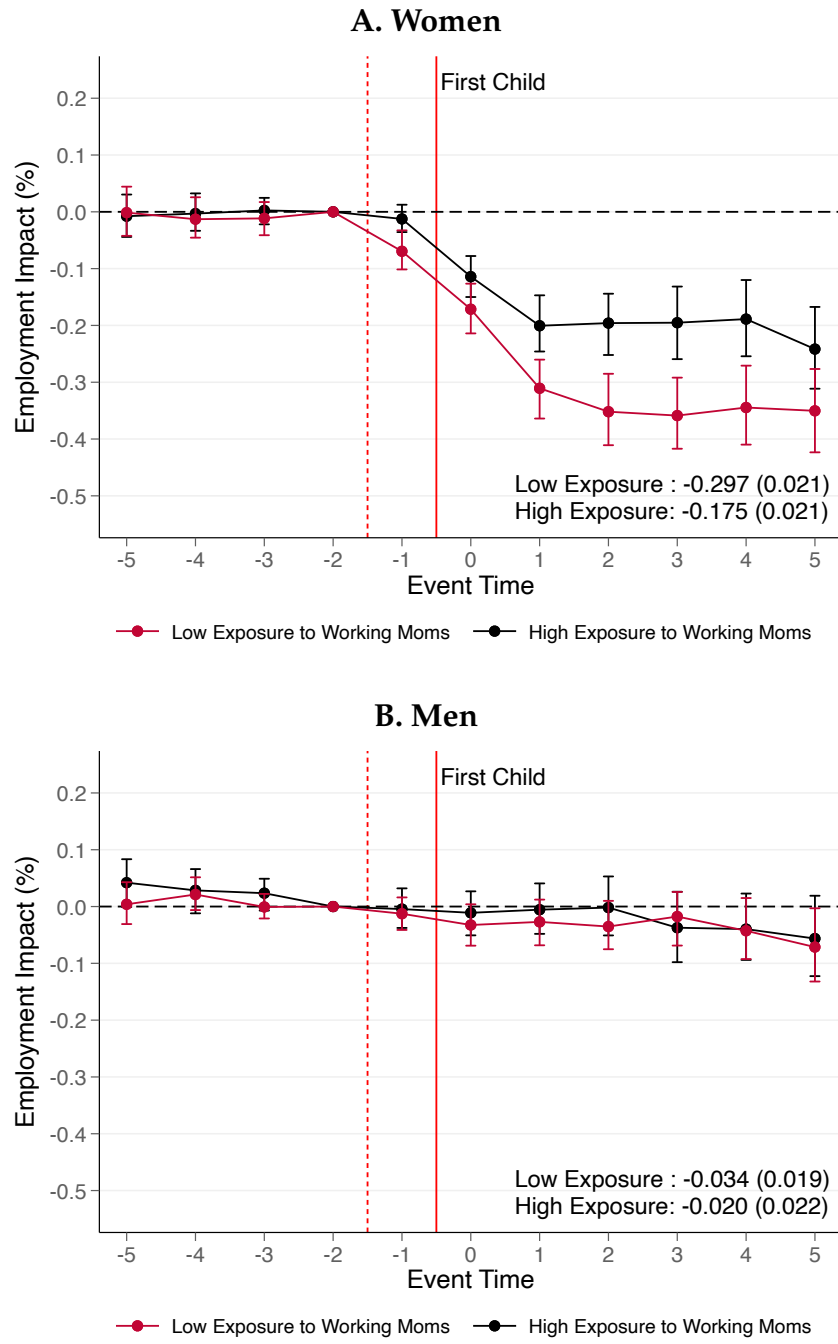 A. Women
First Child
0.2
0.1
0.0
-0.1
-0.2
-0.3
-0.4
-0.5
Employment Impact (%)
Low Exposure : -0.297 (0.021)
High Exposure: -0.175 (0.021)
-5 -4 -3 -2 -1 0 1 2 3 4 5
Event Time
Low Exposure to Working Moms High Exposure to Working Moms
B. Men
First Child
0.2
0.1
0.0
-0.1
-0.2
-0.3
-0.4
-0.5
Employment Impact (%)
Low Exposure : -0.034 (0.019)
High Exposure: -0.020 (0.022)
-5 -4 -3 -2 -1 0 1 2 3 4 5
Event Time
Low Exposure to Working Moms High Exposure to Working Moms